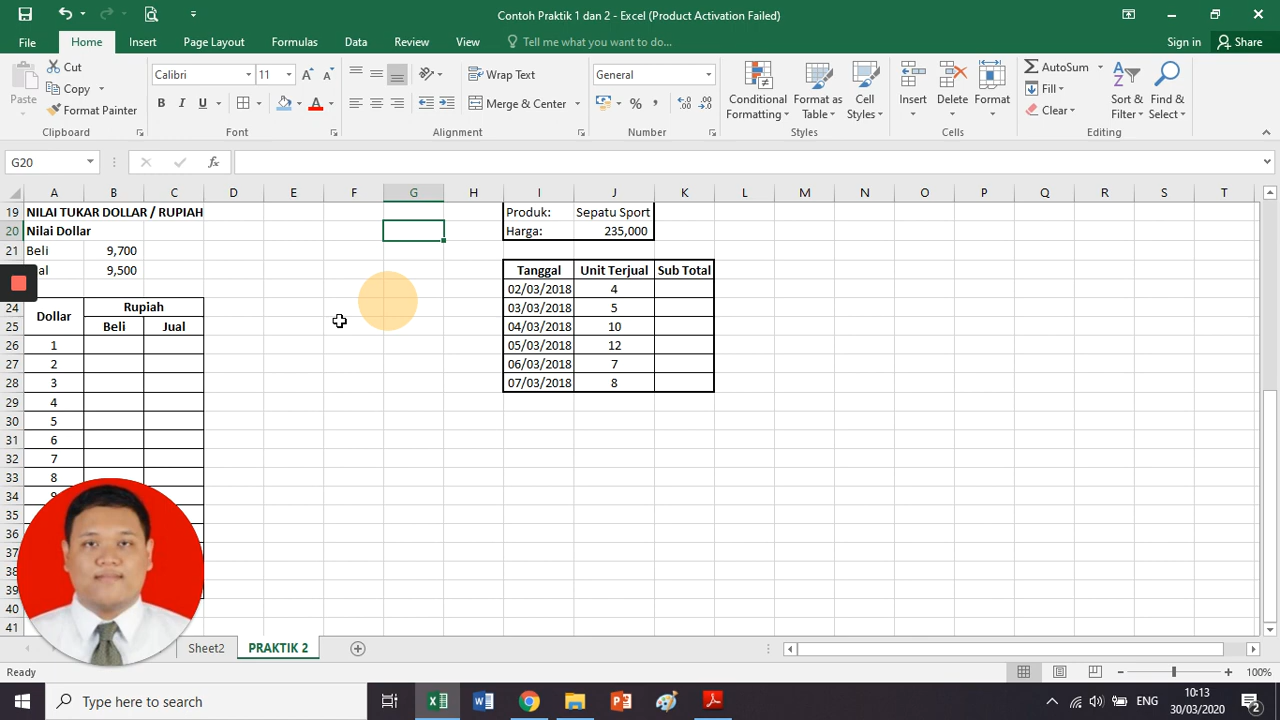 Contoh Praktik 1 dan 2 - Excel (Product Activation Failed)
File Home Insert Page Layout Formulas Data Review View Tell me what you want to do... Sign in Share
Paste Cut Copy Format Painter
Calibri 11 B I U
Wrap Text Merge & Center
General % ,
Conditional Formatting Format as Table Cell Styles
Insert Delete Format
AutoSum Fill Clear Sort & Filter Find & Select
Clipboard Font Alignment Number Styles Cells Editing
G20 fx
A B C D E F G H I J K L M N O P Q R S T
19 NILAI TUKAR DOLLAR / RUPIAH Produk: Sepatu Sport
20 Nilai Dollar Harga: 235,000
21 Beli 9,700
9,500 Tanggal Unit Terjual Sub Total
02/03/2018 4
24 Dollar Rupiah 03/03/2018 5
25 Beli Jual 04/03/2018 10
26 1 05/03/2018 12
27 2 06/03/2018 7
28 3 07/03/2018 8
29 4
30 5
31 6
32 7
33 8
34
35
36
37
38
39
40
41
Sheet2 PRAKTIK 2
Ready 100%
Type here to search ENG 10:13
30/03/2020 2